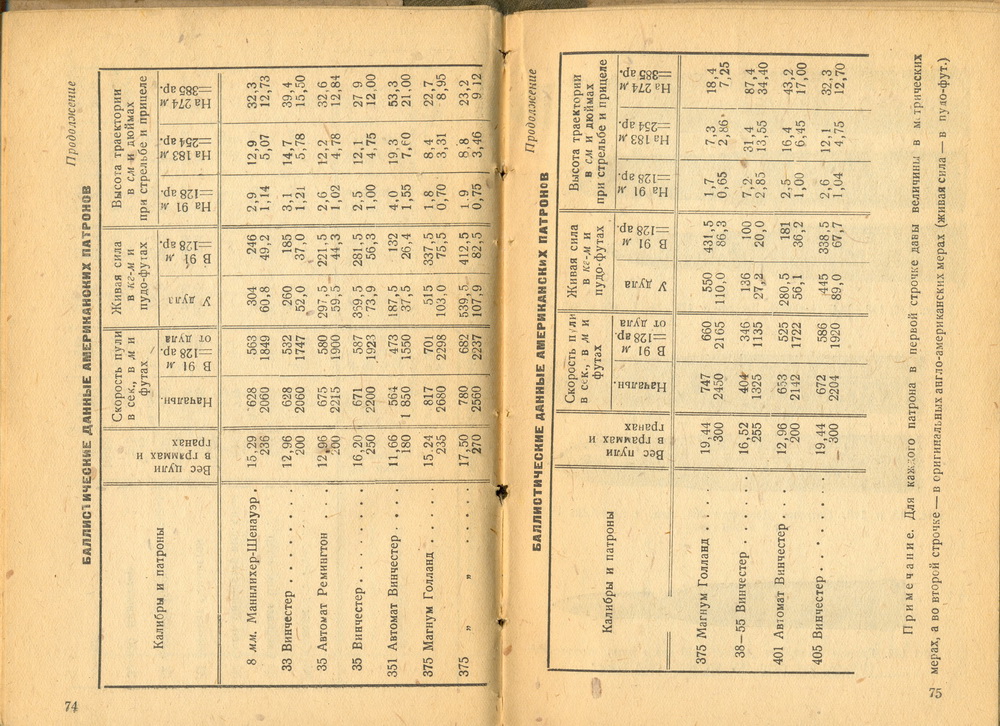 Продолжение
БАЛЛИСТИЧЕСКИЕ ДАННЫЕ АМЕРИКАНСКИХ ПАТРОНОВ
Калибры и патроны | Вес пули в граммах и гранах | Скорость пули в сек., в м и футах | Живая сила в кг-м и пудо-футах | Высота траектории в см и дюймах при стрельбе и прицеле
Начальн. | В 91 м =128 ар. от дула | У дула | В 91 м =128 ар. | На 91 м =128 ар. | На 183 м =254 ар. | На 274 м =385 ар.
8 мм. Маннлихер-Шенауэр . | 15,29 | 628 | 563 | 304 | 246 | 2,9 | 12,9 | 32,3
236 | 2060 | 1849 | 60,8 | 49,2 | 1,14 | 5,07 | 12,73
33 Винчестер . . . . . . . | 12,96 | 628 | 532 | 260 | 185 | 3,1 | 14,7 | 39,4
200 | 2060 | 1747 | 52,0 | 37,0 | 1,21 | 5,78 | 15,50
35 Автомат Ремингтон . . . | 12,96 | 675 | 580 | 297,5 | 221,5 | 2,6 | 12,2 | 32,6
200 | 2215 | 1900 | 59,5 | 44,3 | 1,02 | 4,78 | 12,84
35 Винчестер . . . . . . . | 16,20 | 671 | 587 | 369,5 | 281,5 | 2,5 | 12,1 | 27 9
250 | 2200 | 1923 | 73,9 | 56,3 | 1,00 | 4,75 | 12,00
351 Автомат Винчестер . . . | 11,66 | 564 | 473 | 187,5 | 132 | 4,0 | 19,3 | 53,3
180 | 1 850 | 1550 | 37,5 | 26,4 | 1,55 | 7,60 | 21,00
375 Магнум Голланд . . . . | 15.24 | 817 | 701 | 515 | 337,5 | 1,8 | 8,4 | 22,7
235 | 2680 | 2298 | 103,0 | 75,5 | 0,70 | 3,31 | 8,95
375 „ „ . . . . | 17,50 | 780 | 682 | 539,5 | 412,5 | 1,9 | 8,8 | 23,2
270 | 2560 | 2237 | 107,9 | 82,5 | 0,75 | 3,46 | 9,12
74
Продолжение
БАЛЛИСТИЧЕСКИЕ ДАННЫЕ АМЕРИКАНСКИХ ПАТРОНОВ
Калибры и патроны | Вес пули в граммах и гранах | Скорость пули в сек., в м и футах | Живая сила в кг-м и пудо-футах | Высота траектории в см и дюймах при стрельбе и прицеле
Начальн. | В 91 м =128 ар. от дула | У дула | В 91 м =128 ар. | На 91 м =128 ар. | На 183 м =254 ар. | На 274 м =385 ар.
375 Магнум Голланд . . . | 19,44 | 747 | 660 | 550 | 431,5 | 1,7 | 7,3 | 18,4
300 | 2450 | 2165 | 110,0 | 86,3 | 0,65 | 2,86 | 7,25
38—55 Винчестер . . . . | 16,52 | 404 | 346 | 136 | 100 | 7,2 | 31,4 | 87,4
255 | 1325 | 1135 | 27,2 | 20,0 | 2,85 | 13,55 | 34,40
401 Автомат Винчестер . . | 12,96 | 653 | 525 | 280,5 | 181 | 2,5 | 16,4 | 43,2
200 | 2142 | 1722 | 56,1 | 36,2 | 1,00 | 6,45 | 17,00
405 Винчестер . . . . . . | 19,44 | 672 | 586 | 445 | 338,5 | 2,6 | 12,1 | 32,3
300 | 2204 | 1920 | 89,0 | 67,7 | 1,04 | 4,75 | 12,70
Примечание. Для каждого патрона в первой строчке даны величины в метрических
мерах, а во второй строчке — в оригинальных англо-американских мерах (живая сила — в пудо-фут.)
75